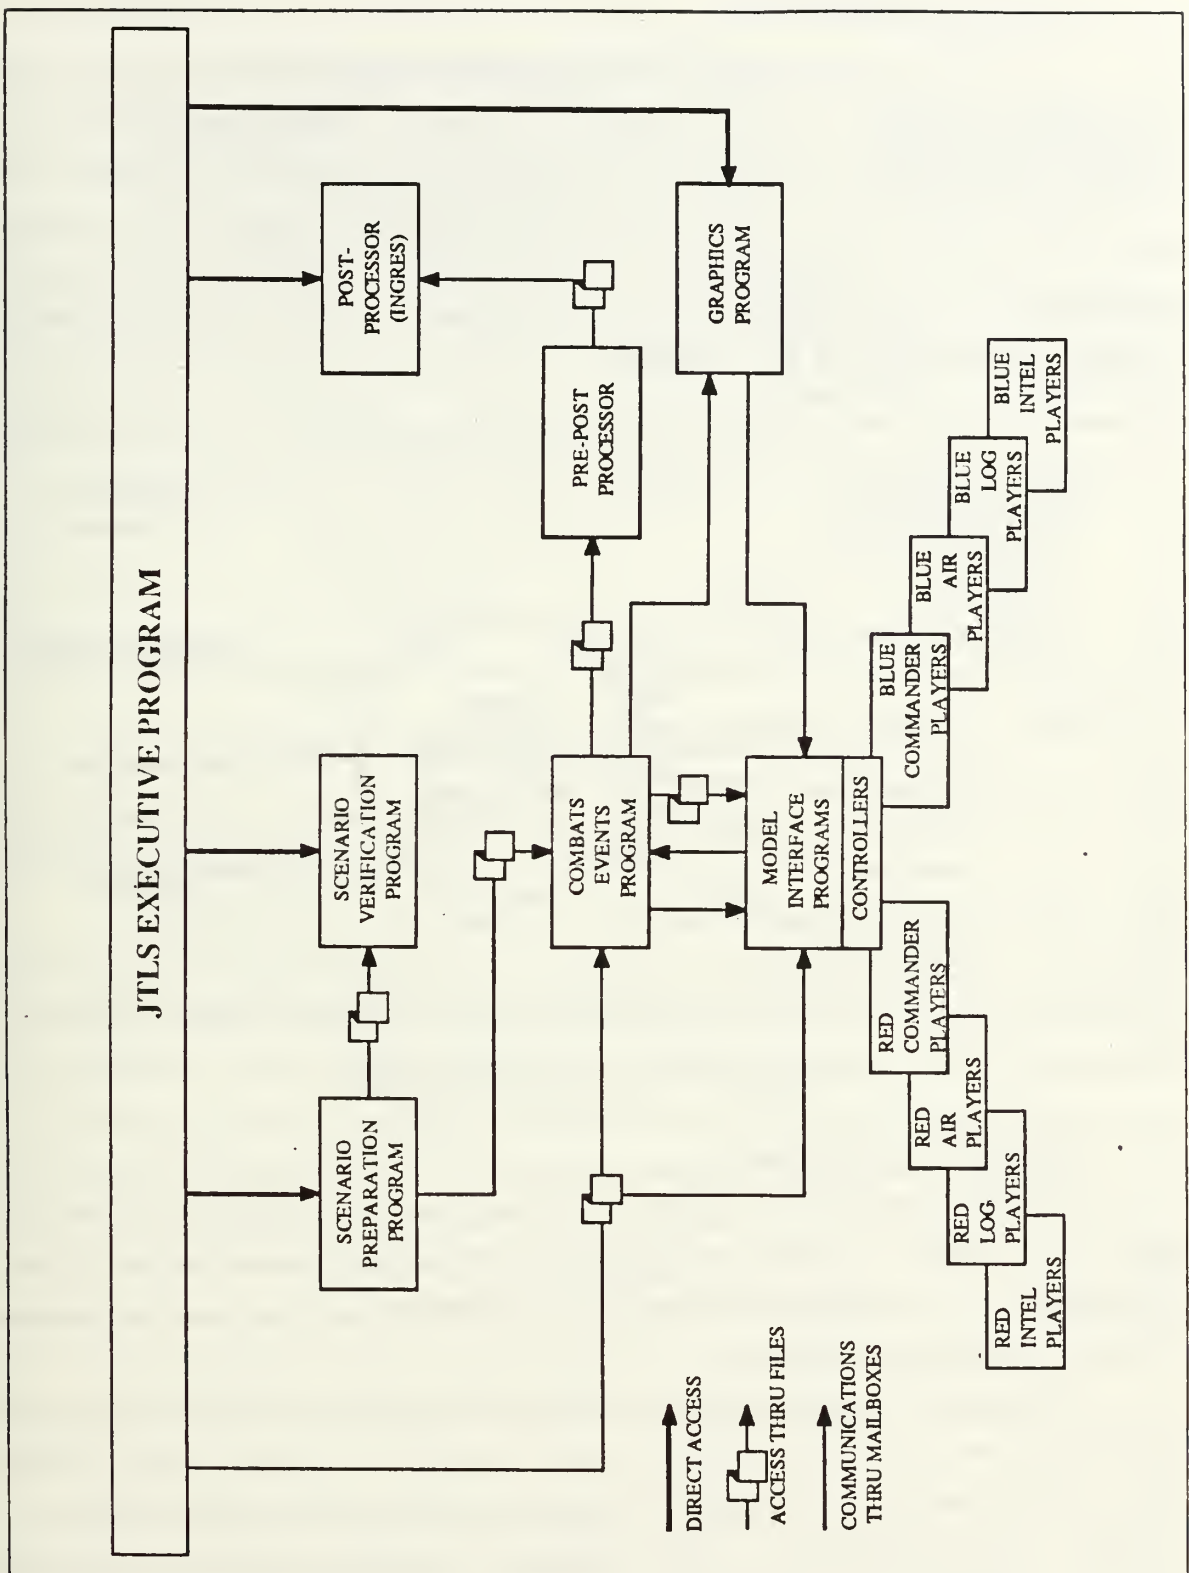 JTLS EXECUTIVE PROGRAM
SCENARIO
PREPARATION
PROGRAM
SCENARIO
VERIFICATION
PROGRAM
POST-
PROCESSOR
(INGRES)
COMBATS
EVENTS
PROGRAM
PRE-POST
PROCESSOR
GRAPHICS
PROGRAM
MODEL
INTERFACE
PROGRAMS
CONTROLLERS
RED
COMMANDER
PLAYERS
RED
AIR
PLAYERS
RED
LOG
PLAYERS
RED
INTEL
PLAYERS
BLUE
COMMANDER
PLAYERS
BLUE
AIR
PLAYERS
BLUE
LOG
PLAYERS
BLUE
INTEL
PLAYERS
DIRECT ACCESS
ACCESS THRU FILES
COMMUNICATIONS
THRU MAILBOXES